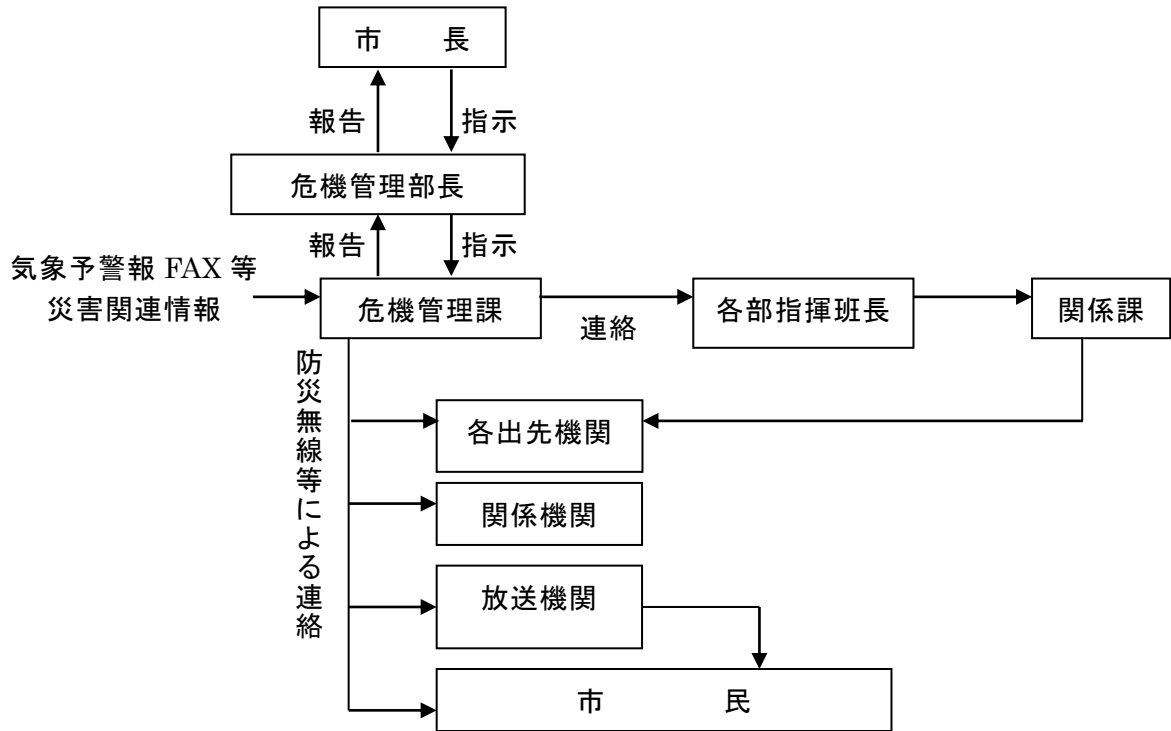 市　　長
報告
指示
危機管理部長
報告
指示
気象予警報 FAX 等
災害関連情報
危機管理課
連絡
各部指揮班長
関係課
防災無線等による連絡
各出先機関
関係機関
放送機関
市　　　民